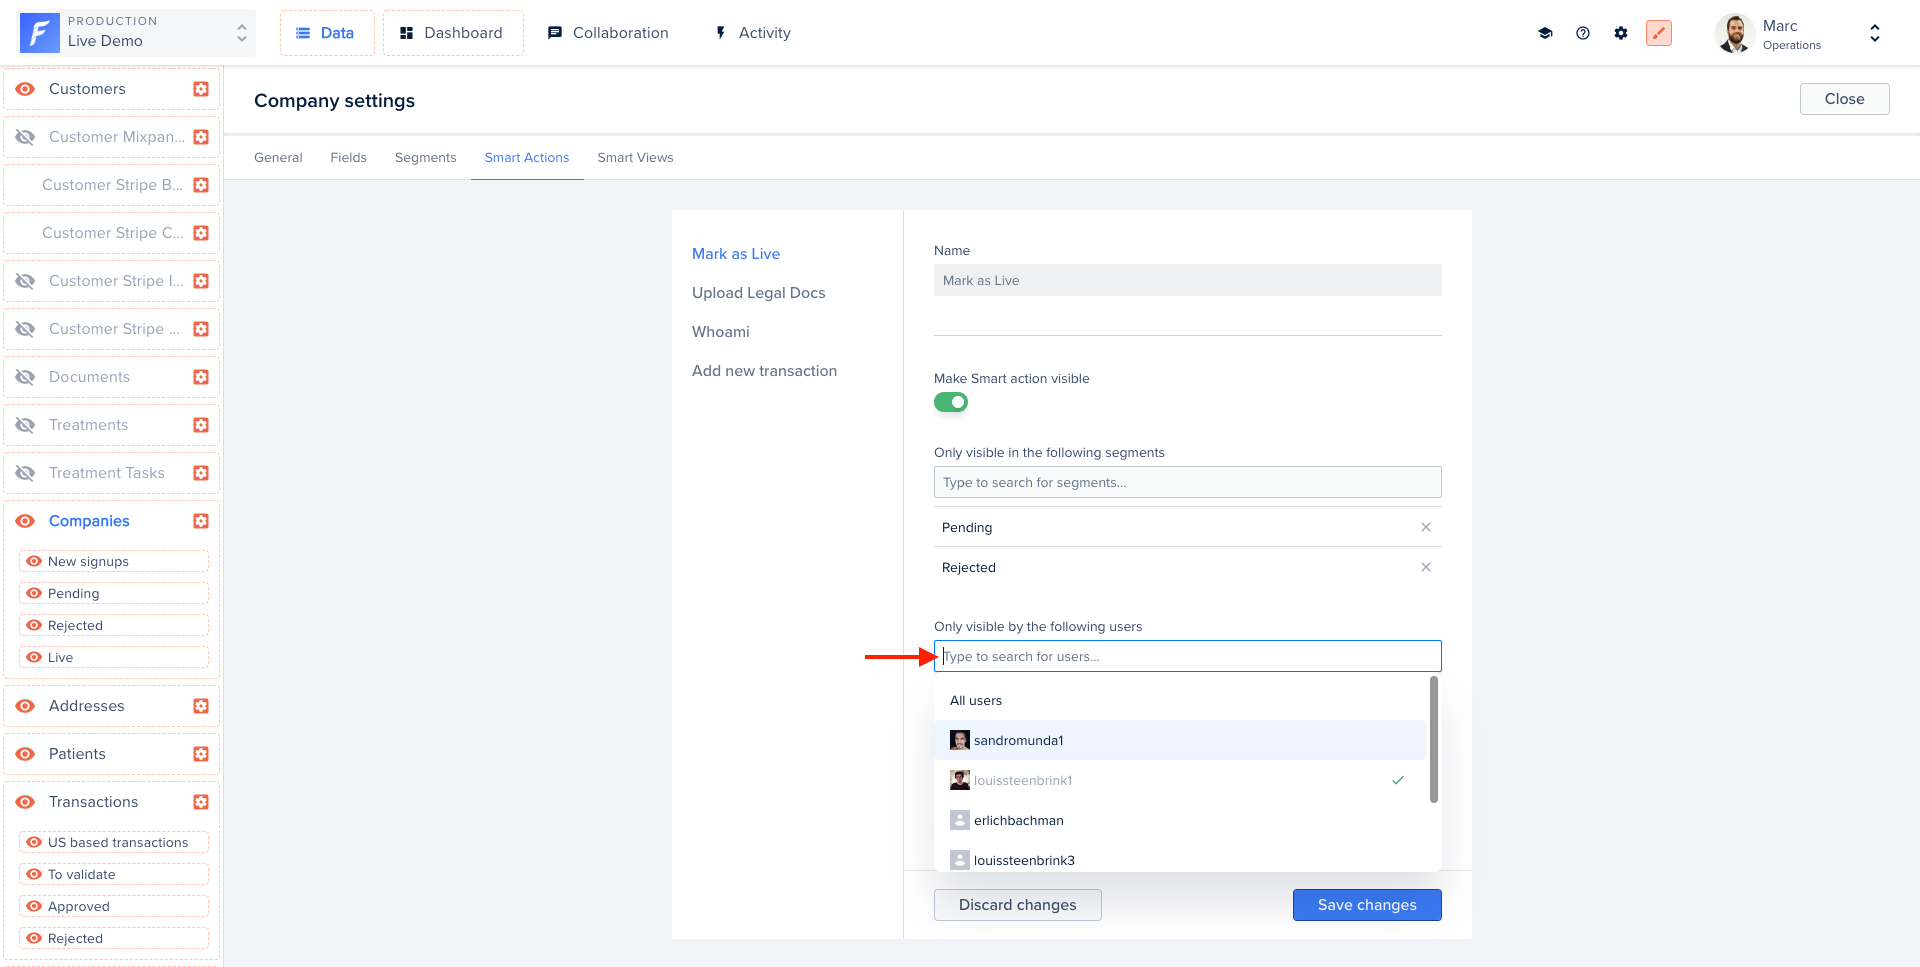 PRODUCTION
Live Demo
Data
Dashboard
Collaboration
Activity
Marc
Operations
Customers
Customer Mixpan...
Customer Stripe B...
Customer Stripe C...
Customer Stripe I...
Customer Stripe ...
Documents
Treatments
Treatment Tasks
Companies
New signups
Pending
Rejected
Live
Addresses
Patients
Transactions
US based transactions
To validate
Approved
Rejected
Company settings
Close
General
Fields
Segments
Smart Actions
Smart Views
Mark as Live
Upload Legal Docs
Whoami
Add new transaction
Name
Mark as Live
Make Smart action visible
Only visible in the following segments
Type to search for segments...
Pending
Rejected
Only visible by the following users
Type to search for users...
All users
sandromunda1
louissteenbrink1
erlichbachman
louissteenbrink3
Discard changes
Save changes